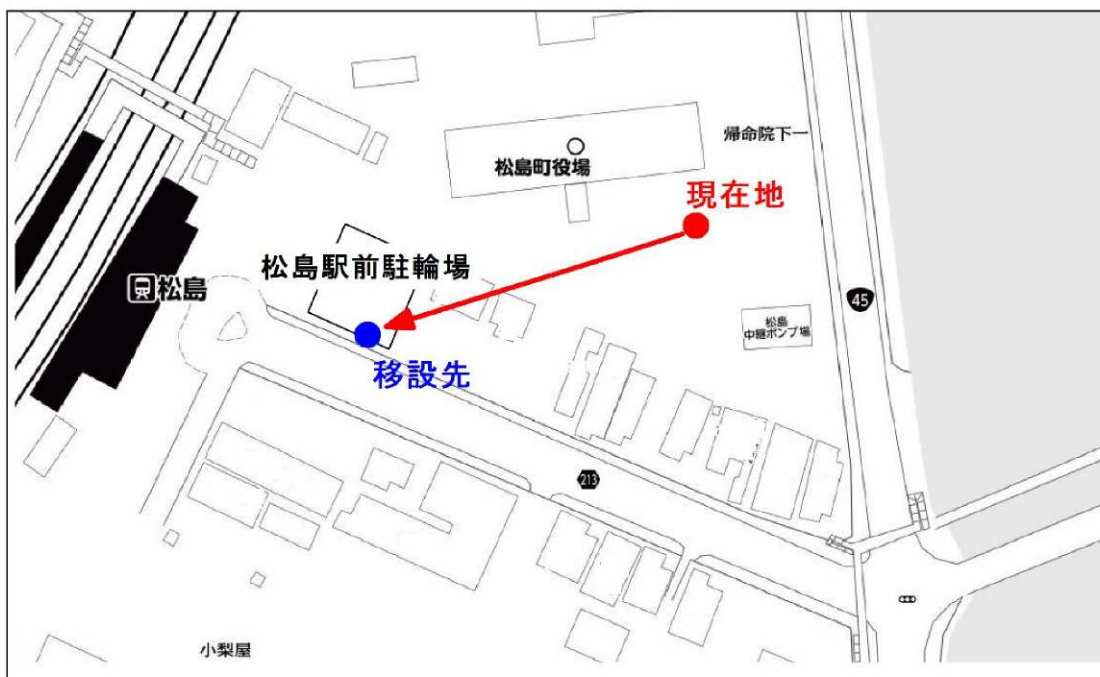 帰命院下一
松島町役場
現在地
松島駅前駐輪場
松島
45
松島
中継ポンプ場
移設先
213
小梨屋